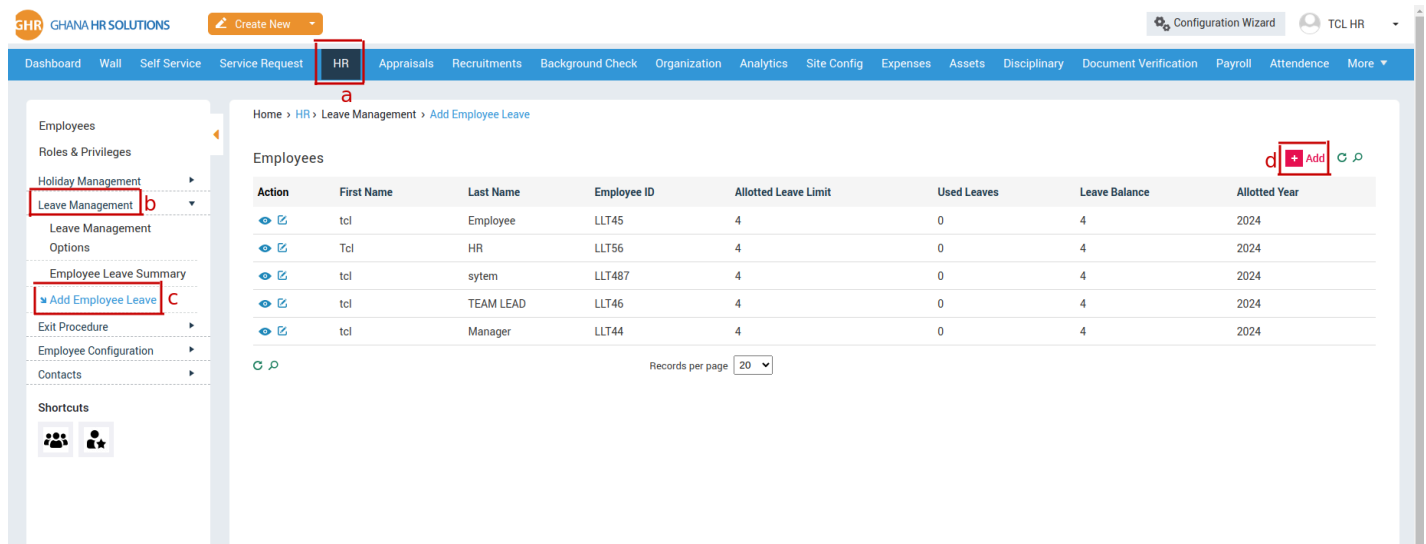 GHR GHANA HR SOLUTIONS Create New Configuration Wizard TCL HR
Dashboard Wall Self Service Service Request HR Appraisals Recruitments Background Check Organization Analytics Site Config Expenses Assets Disciplinary Document Verification Payroll Attendence More
a
Home › HR › Leave Management › Add Employee Leave
Employees
Roles & Privileges
Holiday Management
Leave Management b
Leave Management
Options
Employee Leave Summary
Add Employee Leave c
Exit Procedure
Employee Configuration
Contacts
Shortcuts
Employees d + Add
Action First Name Last Name Employee ID Allotted Leave Limit Used Leaves Leave Balance Allotted Year
tcl Employee LLT45 4 0 4 2024
Tcl HR LLT56 4 0 4 2024
tcl sytem LLT487 4 0 4 2024
tcl TEAM LEAD LLT46 4 0 4 2024
tcl Manager LLT44 4 0 4 2024
Records per page 20